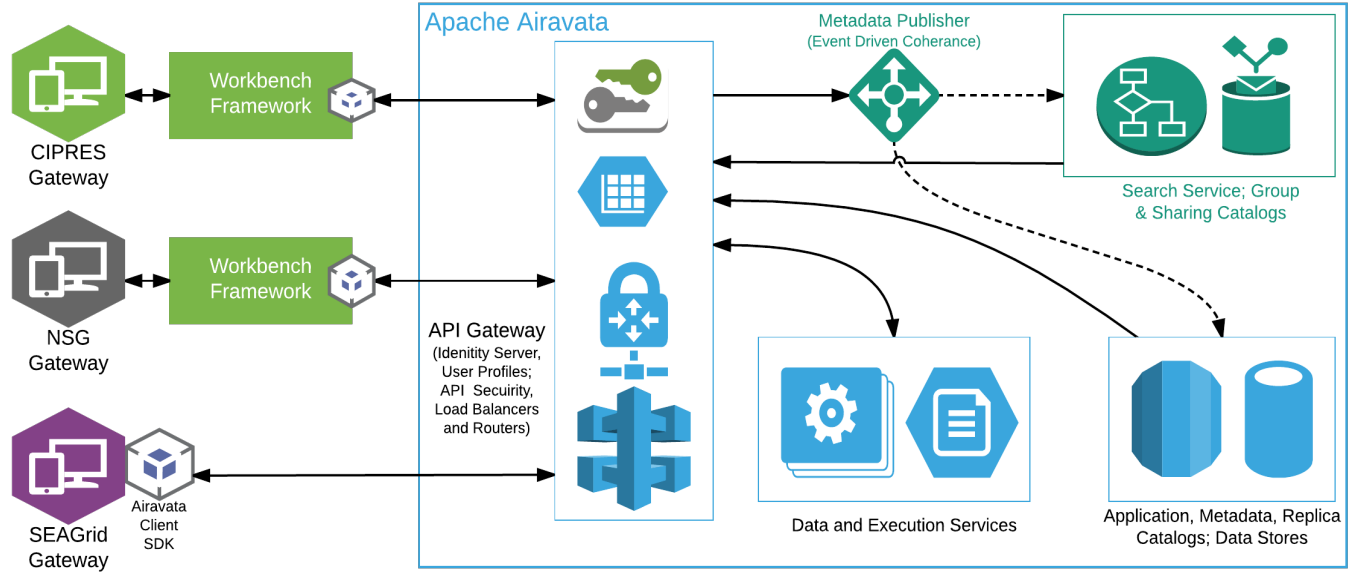 Apache Airavata
Metadata Publisher
(Event Driven Coherance)
Workbench
Framework
CIPRES
Gateway
Search Service; Group
& Sharing Catalogs
Workbench
Framework
NSG
Gateway
API Gateway
(Idenitity Server,
User Profiles;
API Secuirity,
Load Balancers
and Routers)
Airavata
Client
SDK
SEAGrid
Gateway
Data and Execution Services
Application, Metadata, Replica
Catalogs; Data Stores